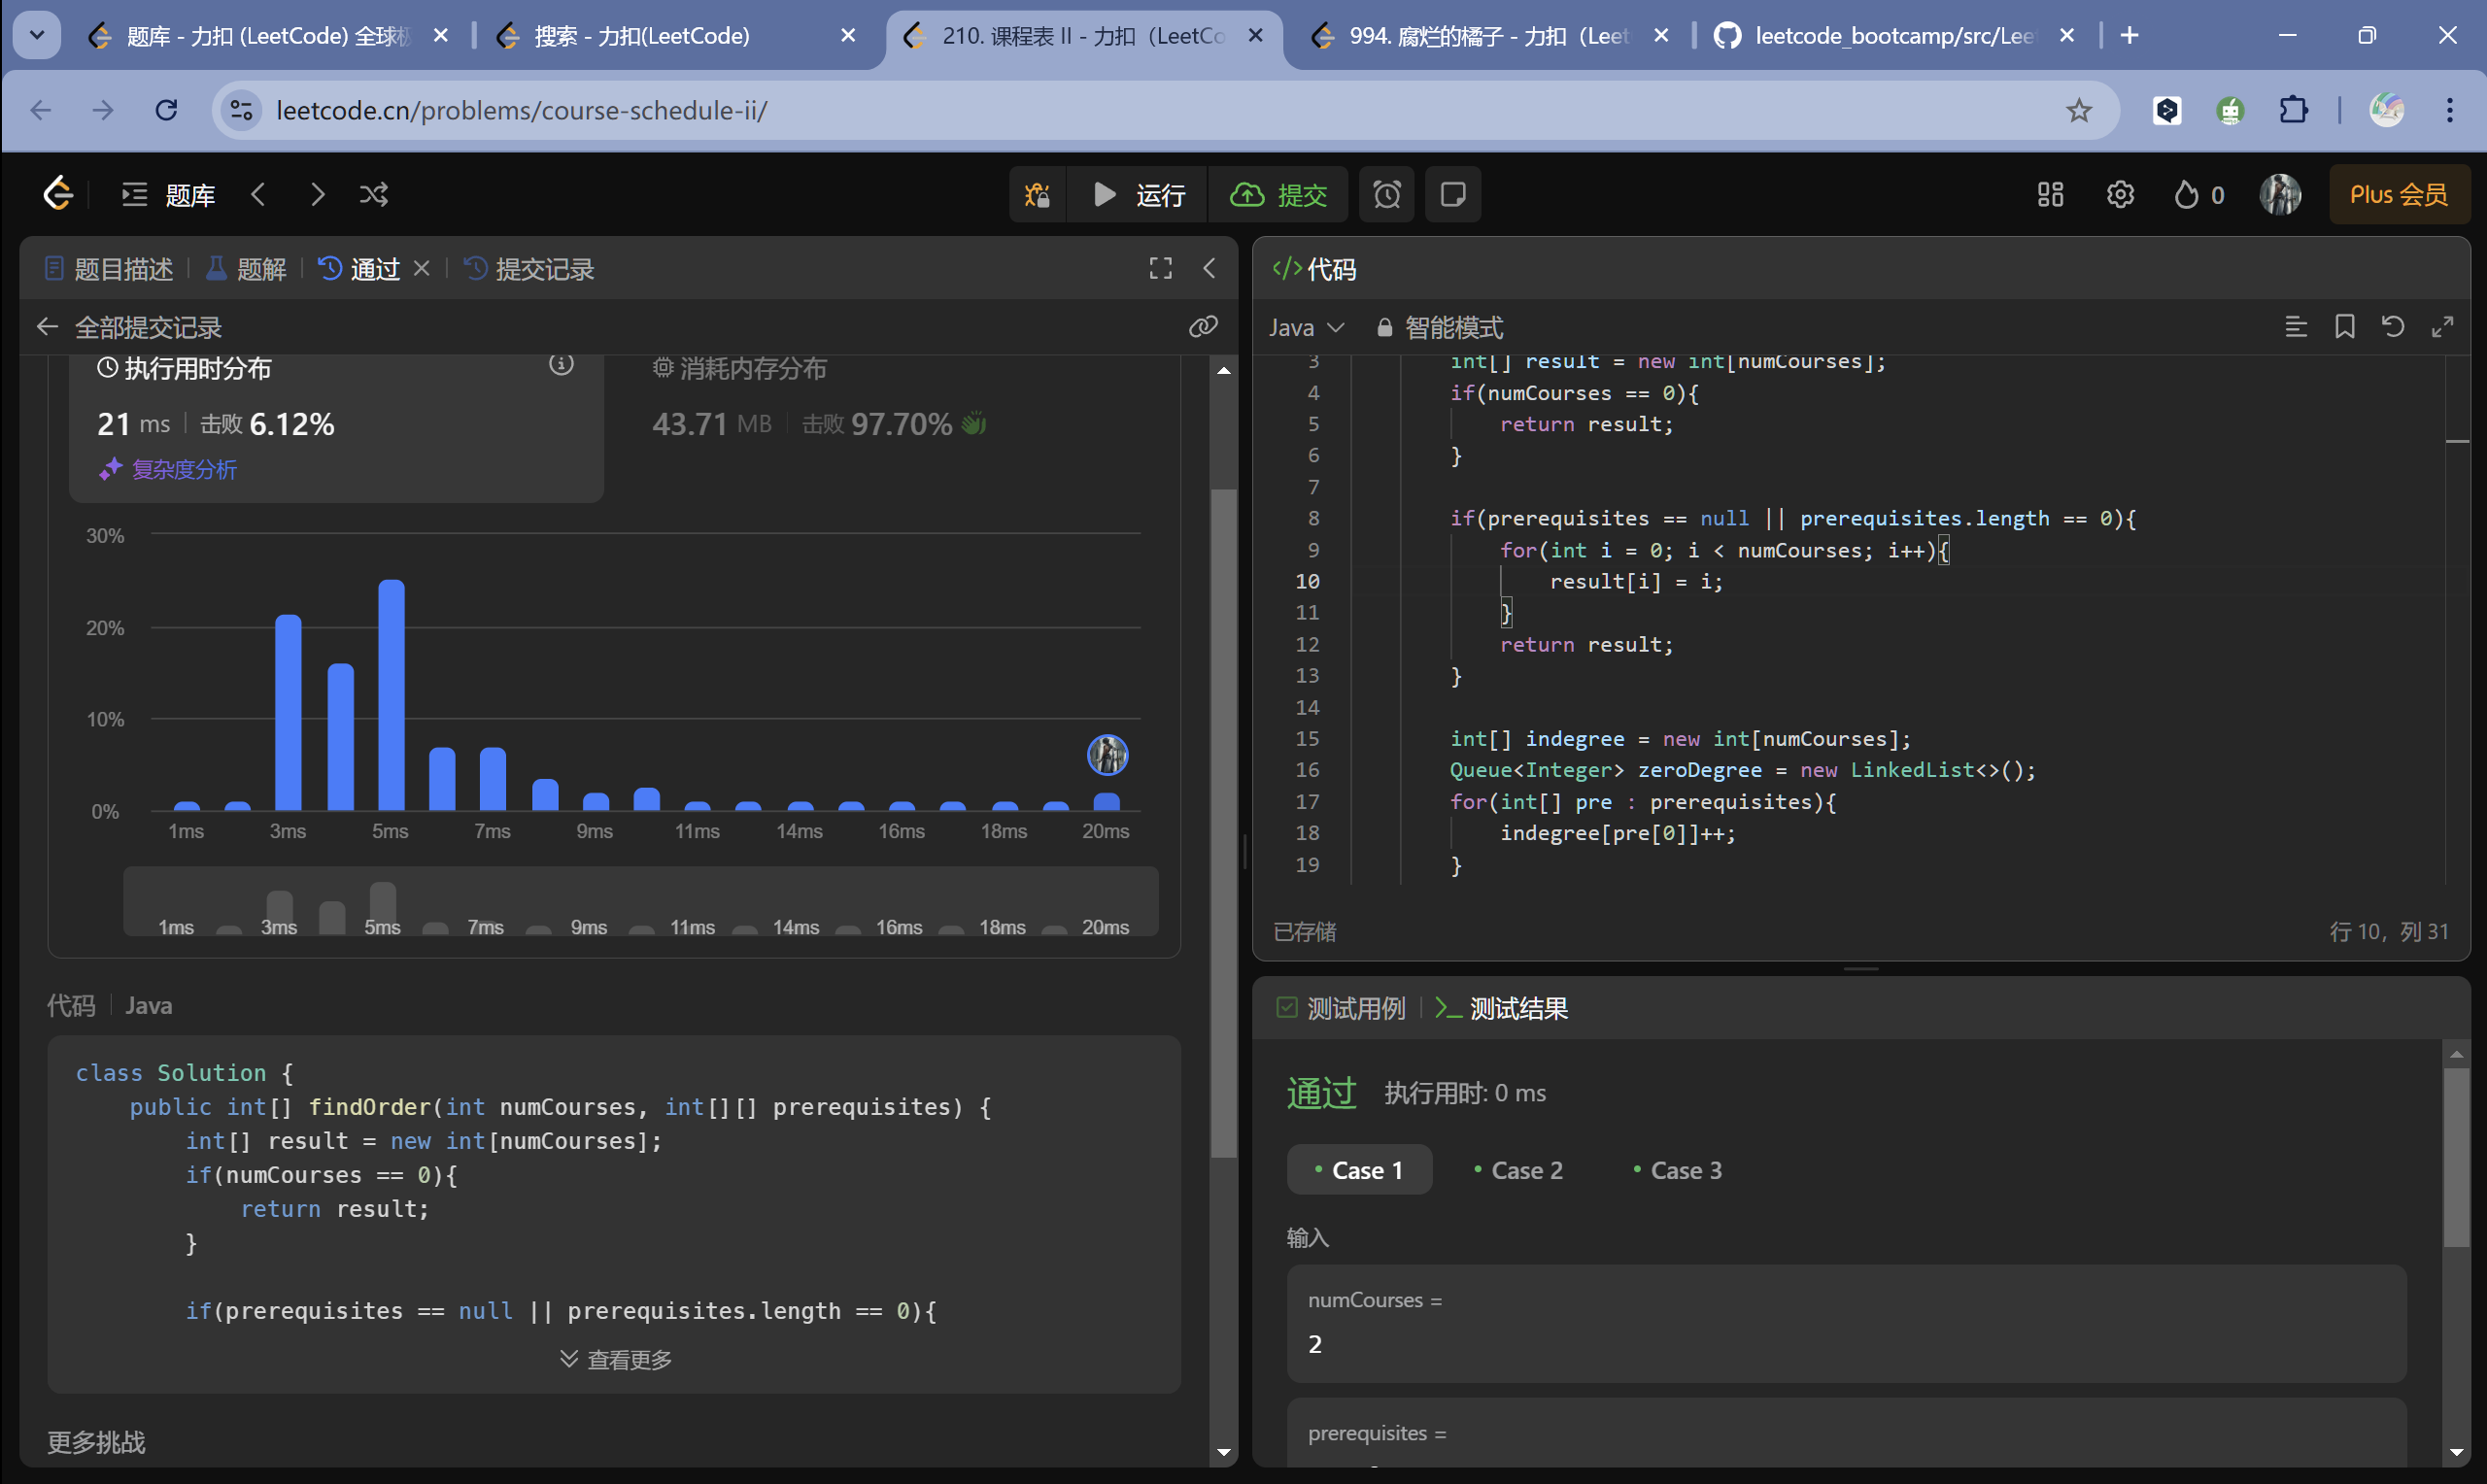 题库 - 力扣 (LeetCode) 全球极
搜索 - 力扣(LeetCode)
210. 课程表 II - 力扣（LeetCo
994. 腐烂的橘子 - 力扣（Leet
leetcode_bootcamp/src/Lee
leetcode.cn/problems/course-schedule-ii/
题库
运行
提交
0
Plus 会员
题目描述
题解
通过
提交记录
全部提交记录
执行用时分布
21 ms 击败 6.12%
复杂度分析
消耗内存分布
43.71 MB 击败 97.70%
30%
20%
10%
0%
1ms 3ms 5ms 7ms 9ms 11ms 14ms 16ms 18ms 20ms
1ms 3ms 5ms 7ms 9ms 11ms 14ms 16ms 18ms 20ms
代码 Java
class Solution {
public int[] findOrder(int numCourses, int[][] prerequisites) {
int[] result = new int[numCourses];
if(numCourses == 0){
return result;
}
if(prerequisites == null || prerequisites.length == 0){
查看更多
更多挑战
</> 代码
Java 智能模式
3 int[] result = new int[numCourses];
4 if(numCourses == 0){
5 return result;
6 }
7
8 if(prerequisites == null || prerequisites.length == 0){
9 for(int i = 0; i < numCourses; i++){
10 result[i] = i;
11 }
12 return result;
13 }
14
15 int[] indegree = new int[numCourses];
16 Queue<Integer> zeroDegree = new LinkedList<>();
17 for(int[] pre : prerequisites){
18 indegree[pre[0]]++;
19 }
已存储
行 10，列 31
测试用例
测试结果
通过 执行用时: 0 ms
Case 1
Case 2
Case 3
输入
numCourses =
2
prerequisites =